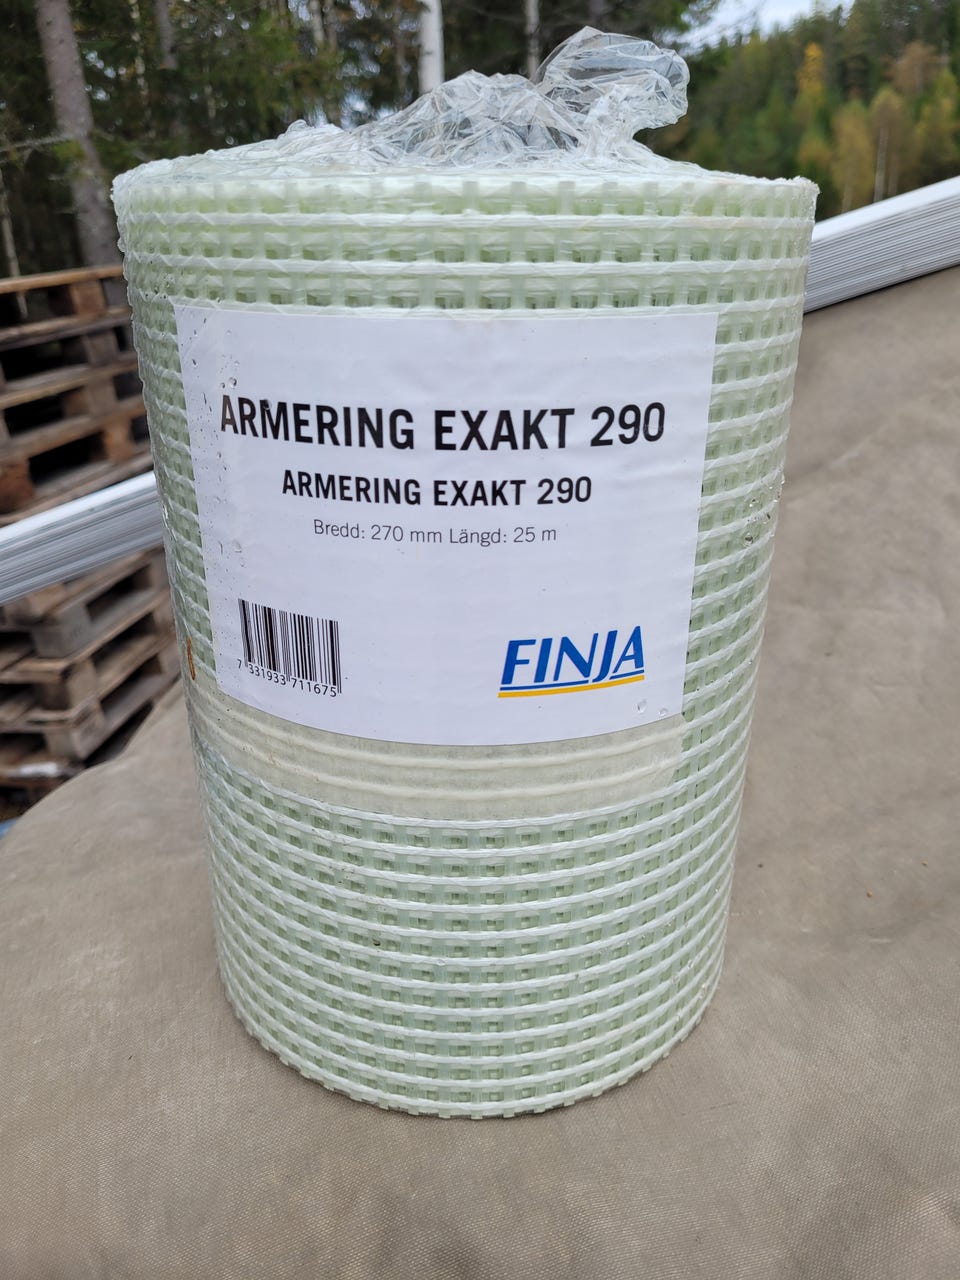 ARMERING EXAKT 290
ARMERING EXAKT 290
Bredd: 270 mm Längd: 25 m
7 331933 711675
FINJA